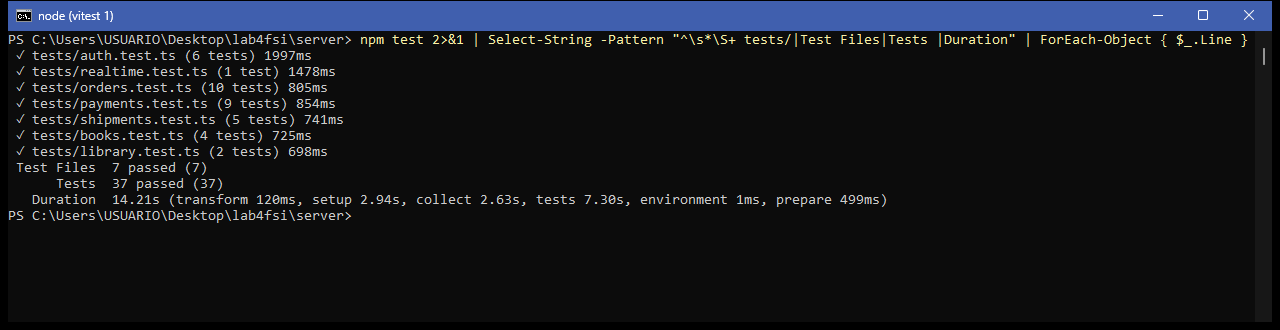 node (vitest 1)
PS C:\Users\USUARIO\Desktop\lab4fsi\server> npm test 2>&1 | Select-String -Pattern "^\s*\S+ tests/|Test Files|Tests |Duration" | ForEach-Object { $_.Line }
✓ tests/auth.test.ts (6 tests) 1997ms
✓ tests/realtime.test.ts (1 test) 1478ms
✓ tests/orders.test.ts (10 tests) 805ms
✓ tests/payments.test.ts (9 tests) 854ms
✓ tests/shipments.test.ts (5 tests) 741ms
✓ tests/books.test.ts (4 tests) 725ms
✓ tests/library.test.ts (2 tests) 698ms
Test Files  7 passed (7)
Tests  37 passed (37)
Duration  14.21s (transform 120ms, setup 2.94s, collect 2.63s, tests 7.30s, environment 1ms, prepare 499ms)
PS C:\Users\USUARIO\Desktop\lab4fsi\server>